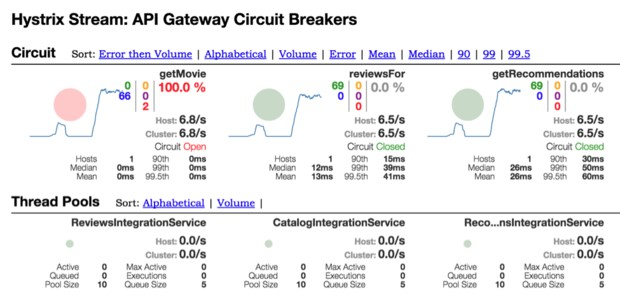 Hystrix Stream: API Gateway Circuit Breakers
Circuit Sort: Error then Volume | Alphabetical | Volume | Error | Mean | Median | 90 | 99 | 99.5
getMovie
0 0 100.0 %
66 0
2
Host: 6.8/s
Cluster: 6.8/s
Circuit Open
Hosts 1 90th 0ms
Median 0ms 99th 0ms
Mean 0ms 99.5th 0ms
reviewsFor
69 0 0.0 %
0 0
0
Host: 6.5/s
Cluster: 6.5/s
Circuit Closed
Hosts 1 90th 15ms
Median 12ms 99th 39ms
Mean 13ms 99.5th 41ms
getRecommendations
69 0 0.0 %
0 0
0
Host: 6.5/s
Cluster: 6.5/s
Circuit Closed
Hosts 1 90th 30ms
Median 26ms 99th 50ms
Mean 26ms 99.5th 60ms
Thread Pools Sort: Alphabetical | Volume |
ReviewsIntegrationService
Host: 0.0/s
Cluster: 0.0/s
Active 0 Max Active 0
Queued 0 Executions 0
Pool Size 10 Queue Size 5
CatalogIntegrationService
Host: 0.0/s
Cluster: 0.0/s
Active 0 Max Active 0
Queued 0 Executions 0
Pool Size 10 Queue Size 5
Reco...nsIntegrationService
Host: 0.0/s
Cluster: 0.0/s
Active 0 Max Active 0
Queued 0 Executions 0
Pool Size 10 Queue Size 5